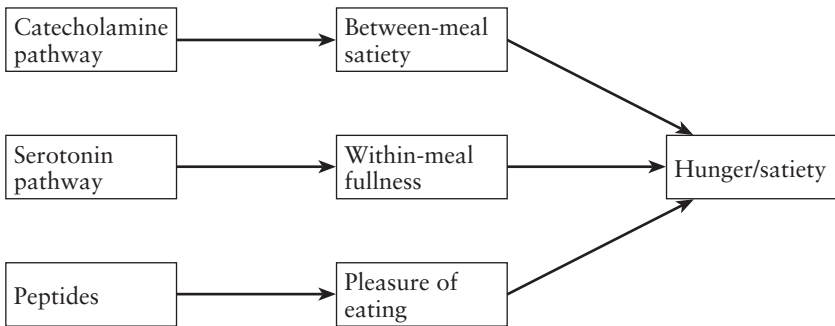 Catecholamine
pathway
Between-meal
satiety
Serotonin
pathway
Within-meal
fullness
Hunger/satiety
Peptides
Pleasure of
eating